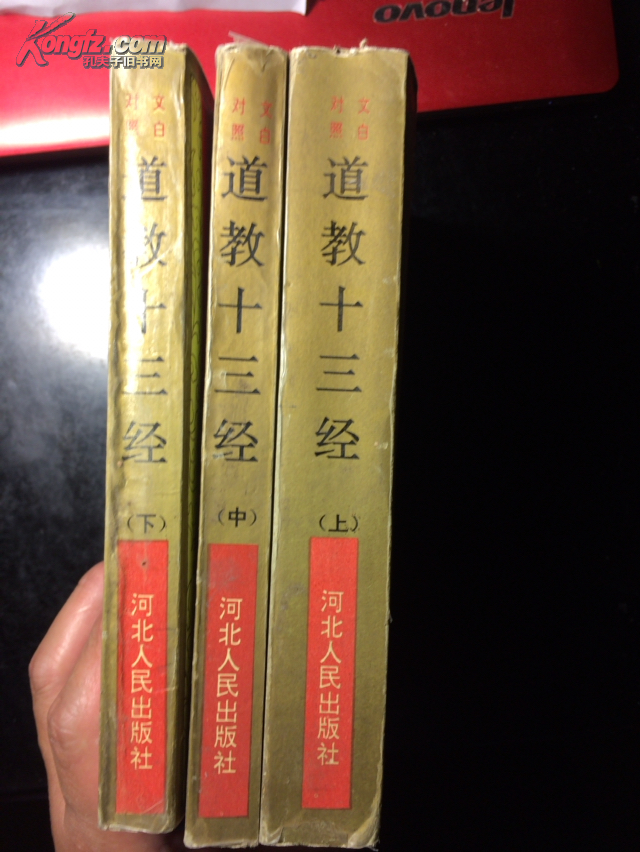 Kongfz.com
孔夫子旧书网
lenovo
文白对照
道教十三经
(下)
河北人民出版社
文白对照
道教十三经
(中)
河北人民出版社
文白对照
道教十三经
(上)
河北人民出版社